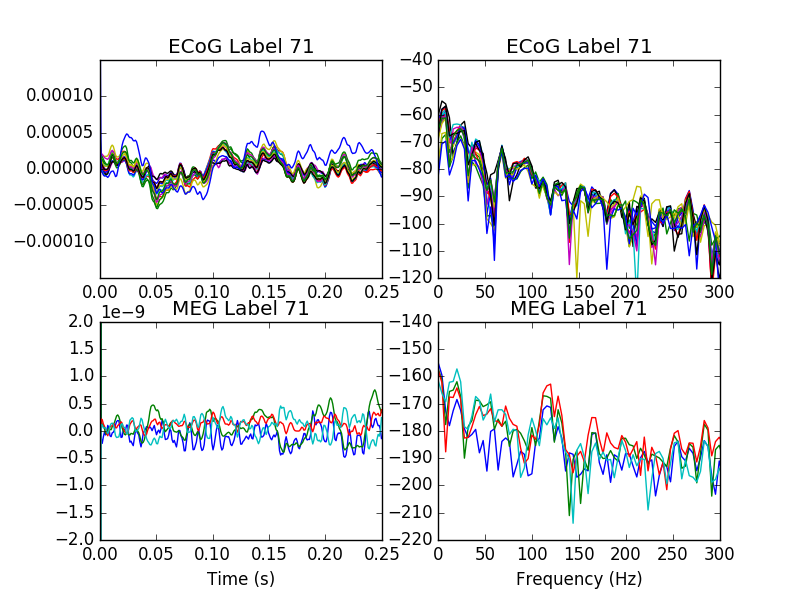 ECoG Label 71
0.00010
0.00005
0.00000
−0.00005
−0.00010
0.00 0.05 0.10 0.15 0.20 0.25
ECoG Label 71
−40
−50
−60
−70
−80
−90
−100
−110
−120
0 50 100 150 200 250 300
MEG Label 71
1e−9
2.0
1.5
1.0
0.5
0.0
−0.5
−1.0
−1.5
−2.0
0.00 0.05 0.10 0.15 0.20 0.25
Time (s)
MEG Label 71
−140
−150
−160
−170
−180
−190
−200
−210
−220
0 50 100 150 200 250 300
Frequency (Hz)